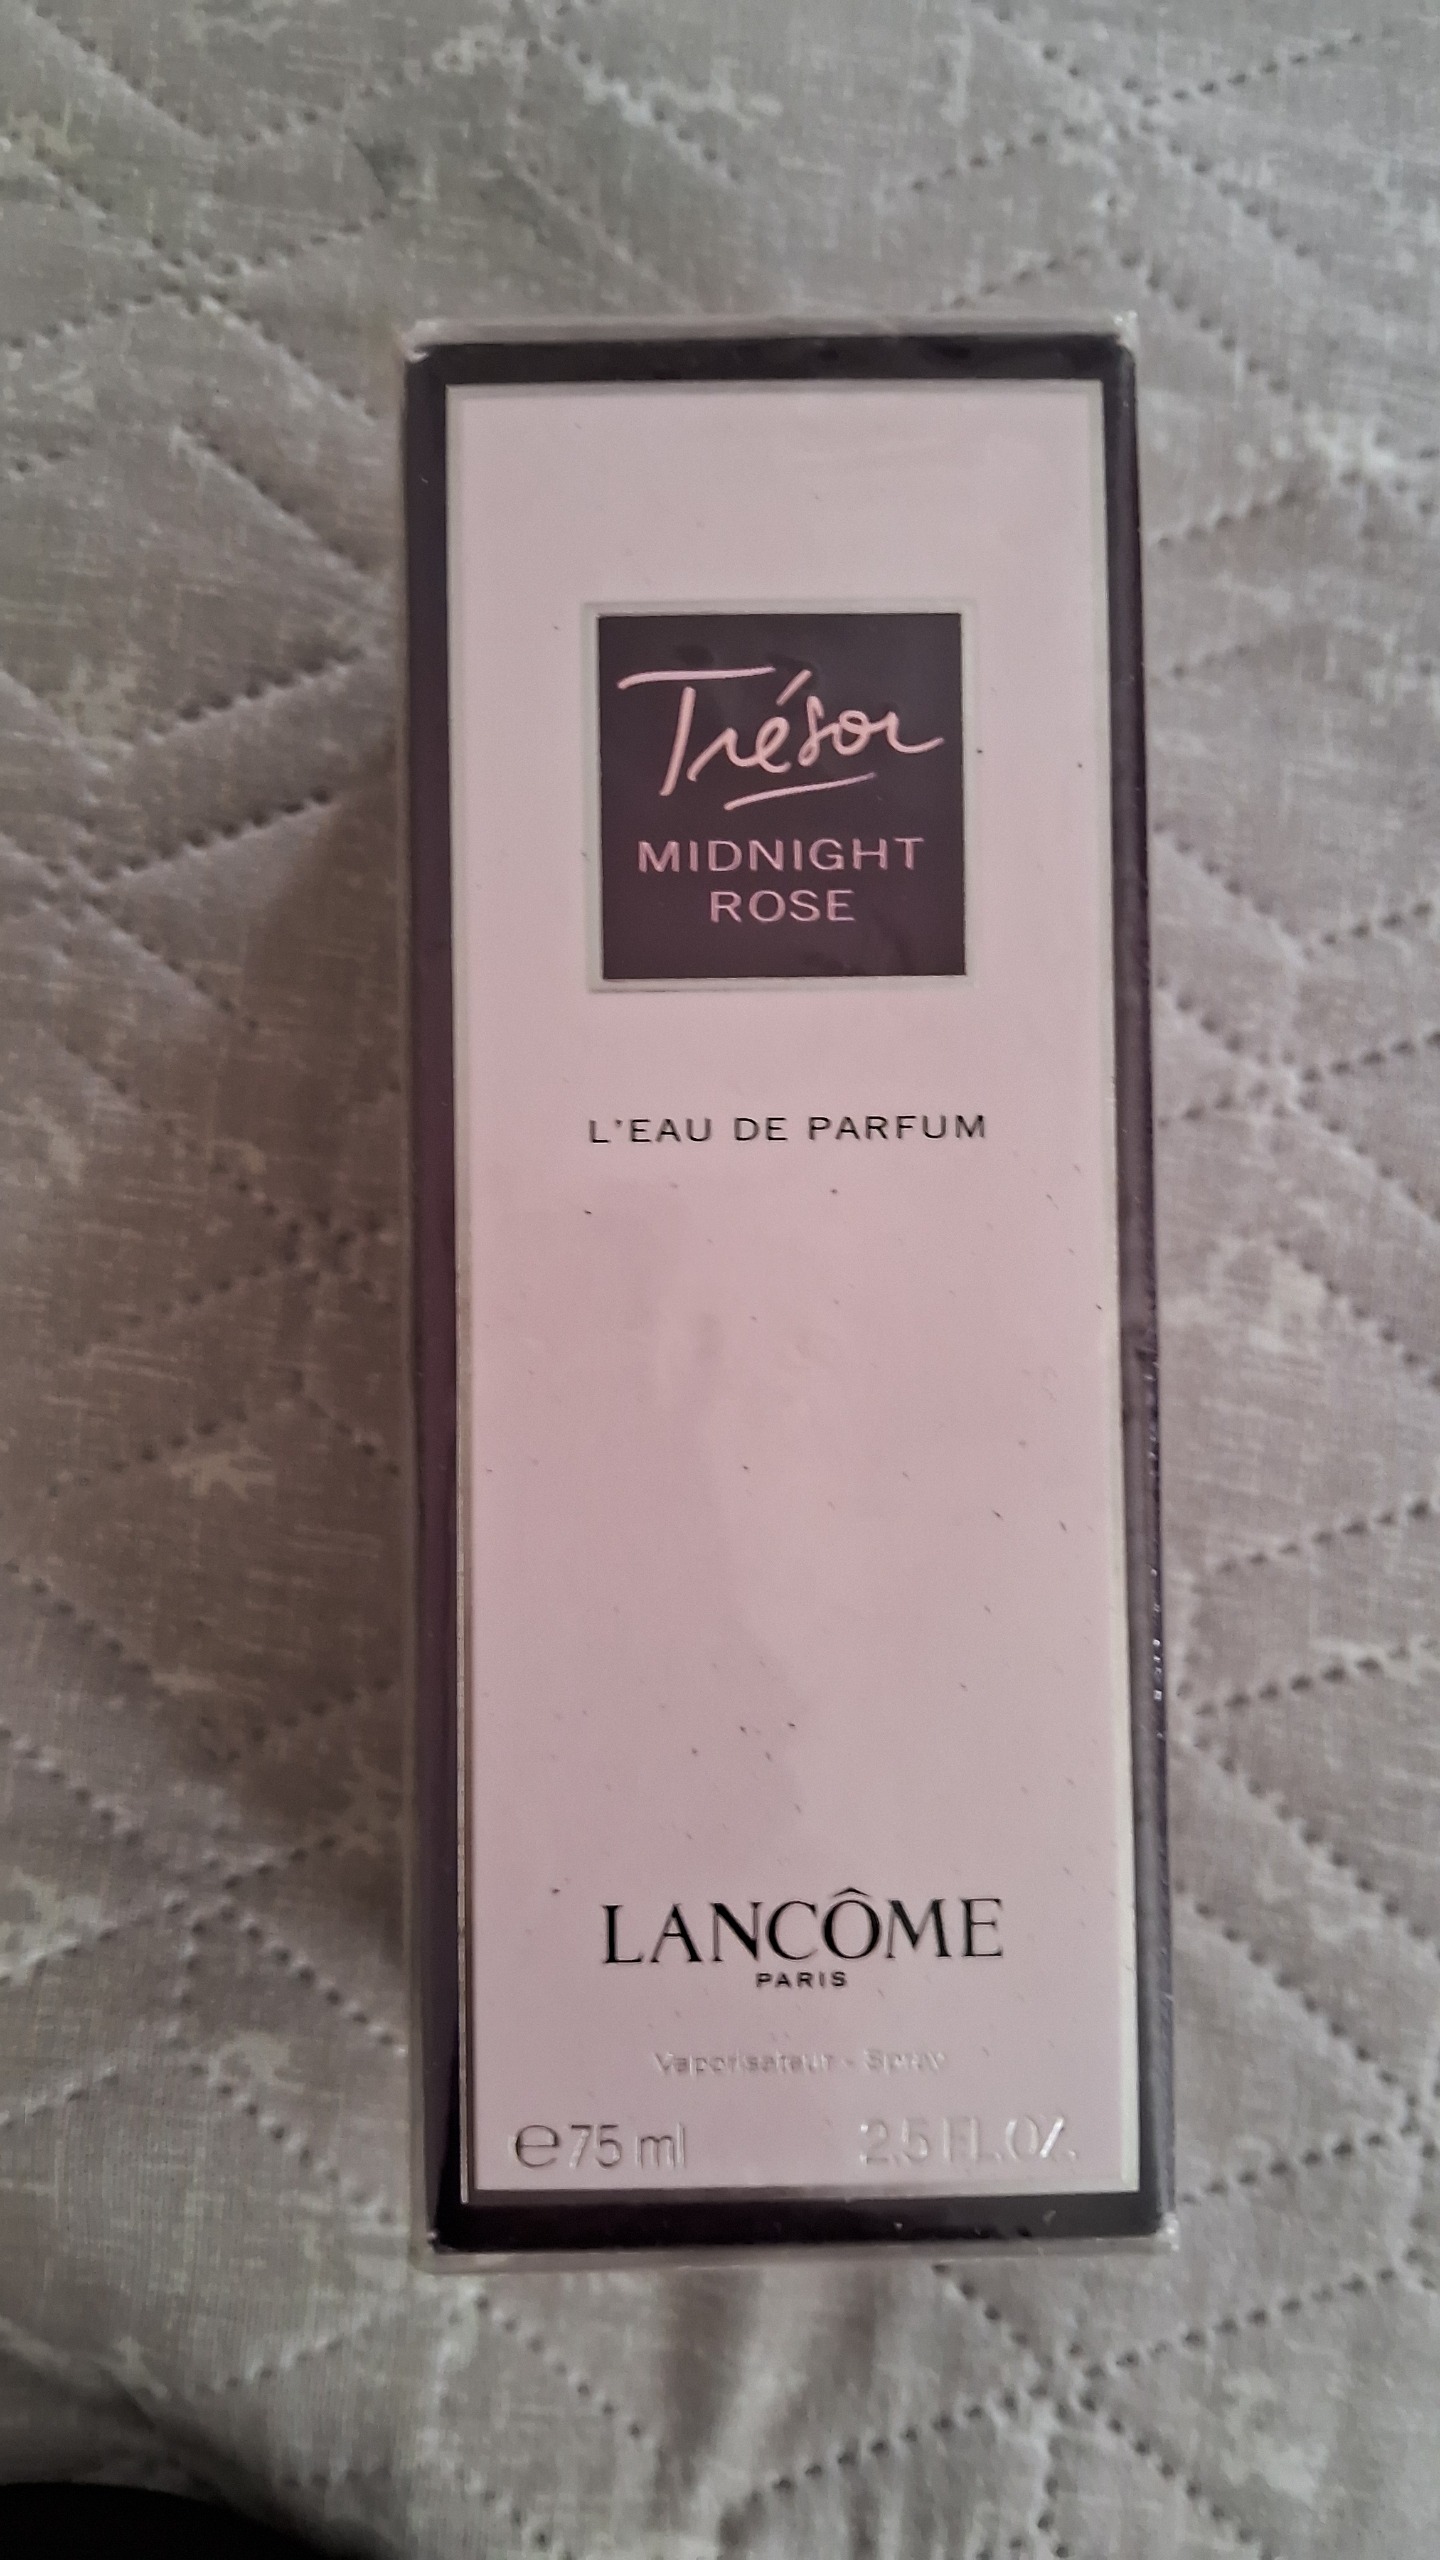 Trésor
MIDNIGHT
ROSE
L'EAU DE PARFUM
LANCÔME
PARIS
Vaporisateur - Spray
℮75 ml 2.5 FL.OZ.